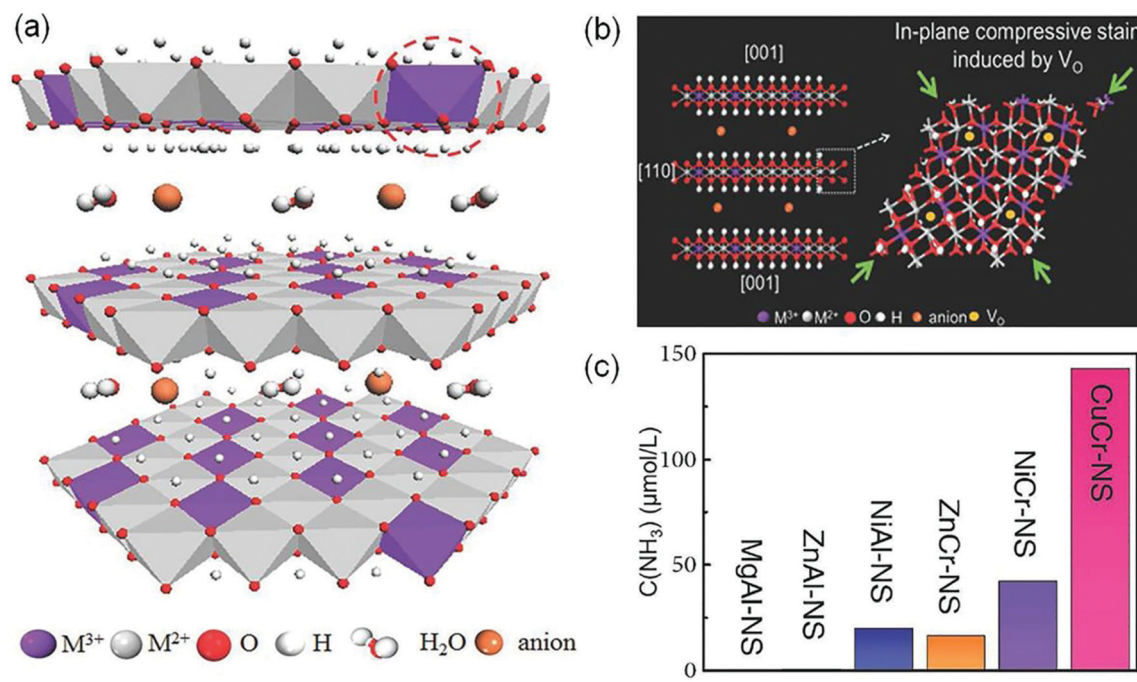 (a)
M³⁺ M²⁺ O H H₂O anion
(b)
In-plane compressive stain
induced by Vₒ
[001]
[110]
[001]
M³⁺ M²⁺ O H anion Vₒ
(c)
C(NH₃) (μmol/L)
150
100
50
0
MgAl-NS
ZnAl-NS
NiAl-NS
ZnCr-NS
NiCr-NS
CuCr-NS